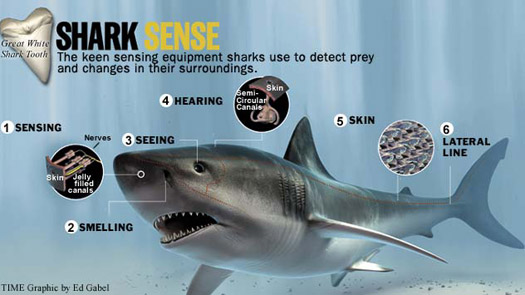 Great White
Shark Tooth
SHARK SENSE
The keen sensing equipment sharks use to detect prey
and changes in their surroundings.
4 HEARING
Skin
Semi-
Circular
Canals
5 SKIN
6
LATERAL
LINE
1 SENSING
Nerves
Skin
Jelly
filled
canals
3 SEEING
2 SMELLING
TIME Graphic by Ed Gabel